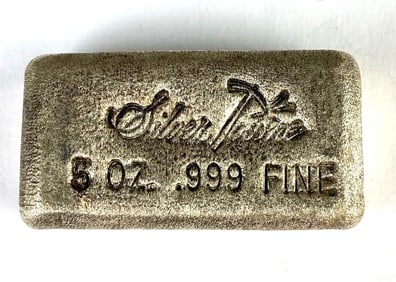 Silver Towne
5 OZ. .999 FINE